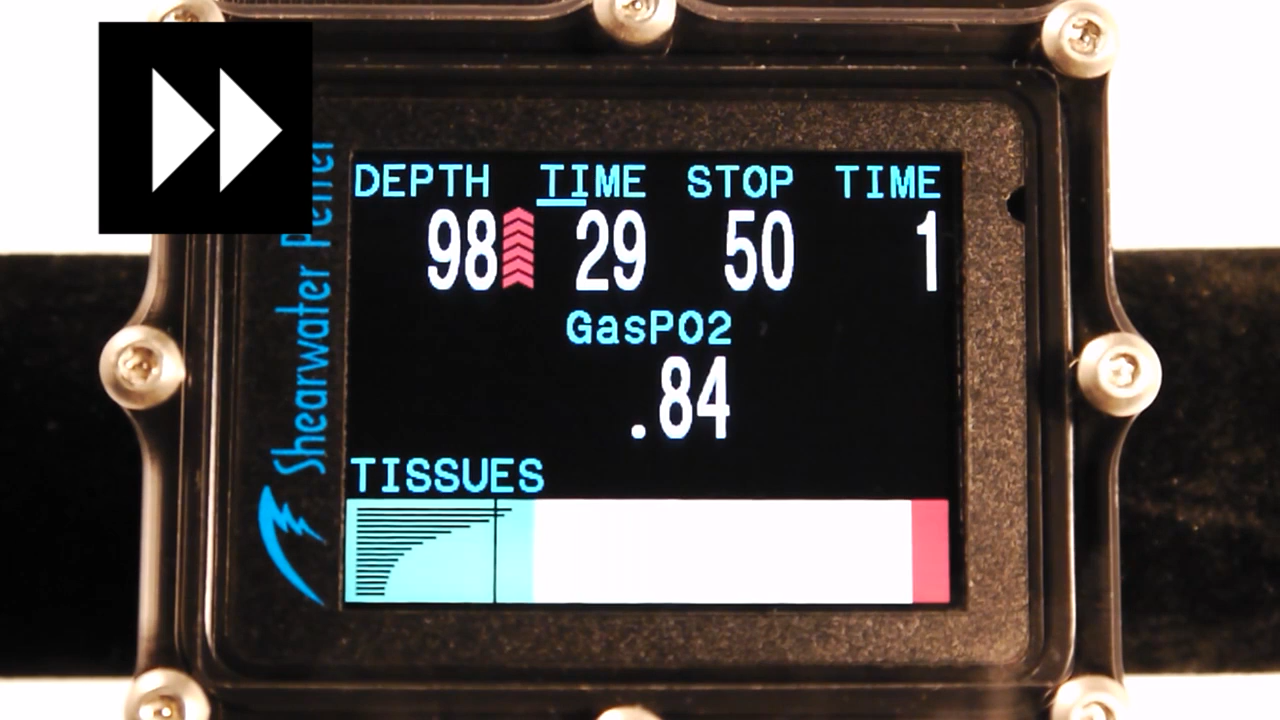 Shearwater Petrel
DEPTH TIME STOP TIME
98 29 50 1
GasPO2
.84
TISSUES